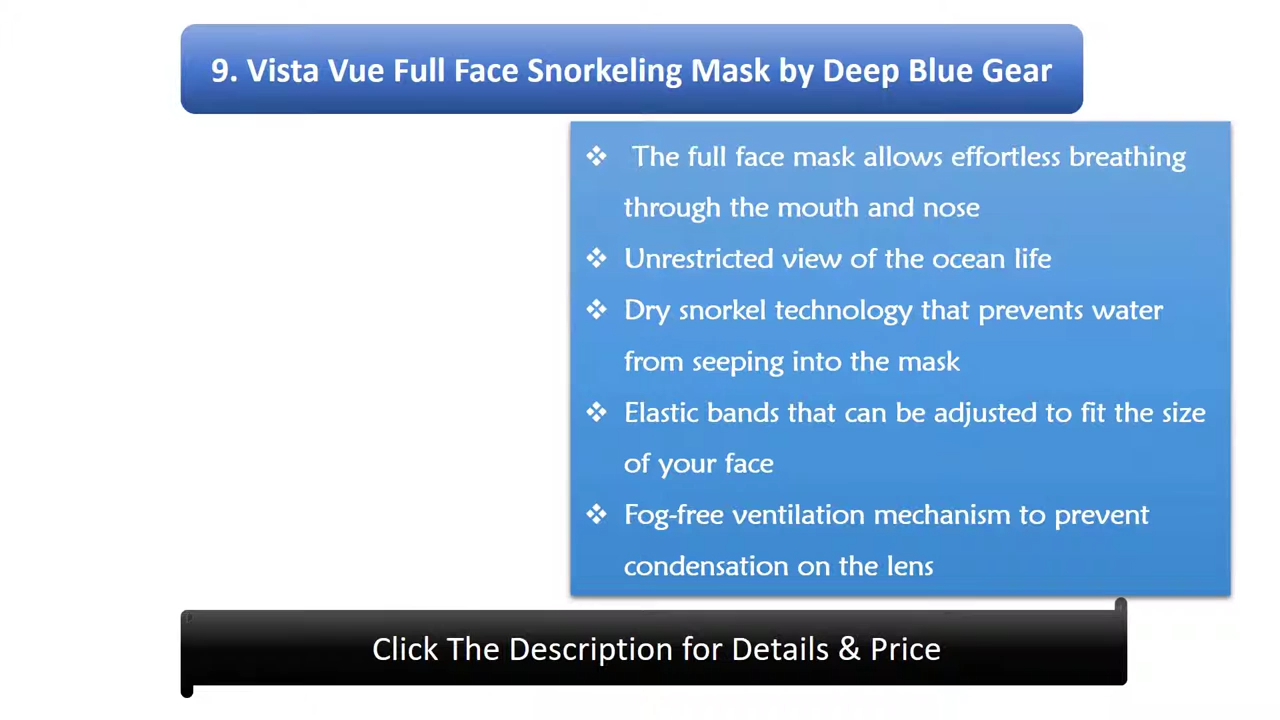 9. Vista Vue Full Face Snorkeling Mask by Deep Blue Gear
❖ The full face mask allows effortless breathing
through the mouth and nose
❖ Unrestricted view of the ocean life
❖ Dry snorkel technology that prevents water
from seeping into the mask
❖ Elastic bands that can be adjusted to fit the size
of your face
❖ Fog-free ventilation mechanism to prevent
condensation on the lens
Click The Description for Details & Price